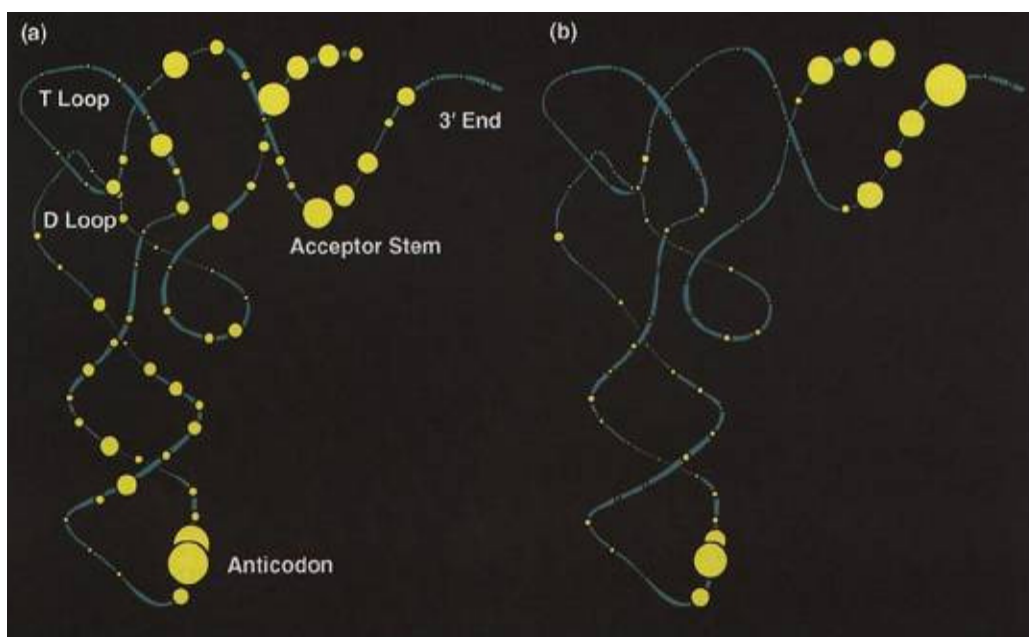 (a)
(b)
T Loop
3' End
D Loop
Acceptor Stem
Anticodon